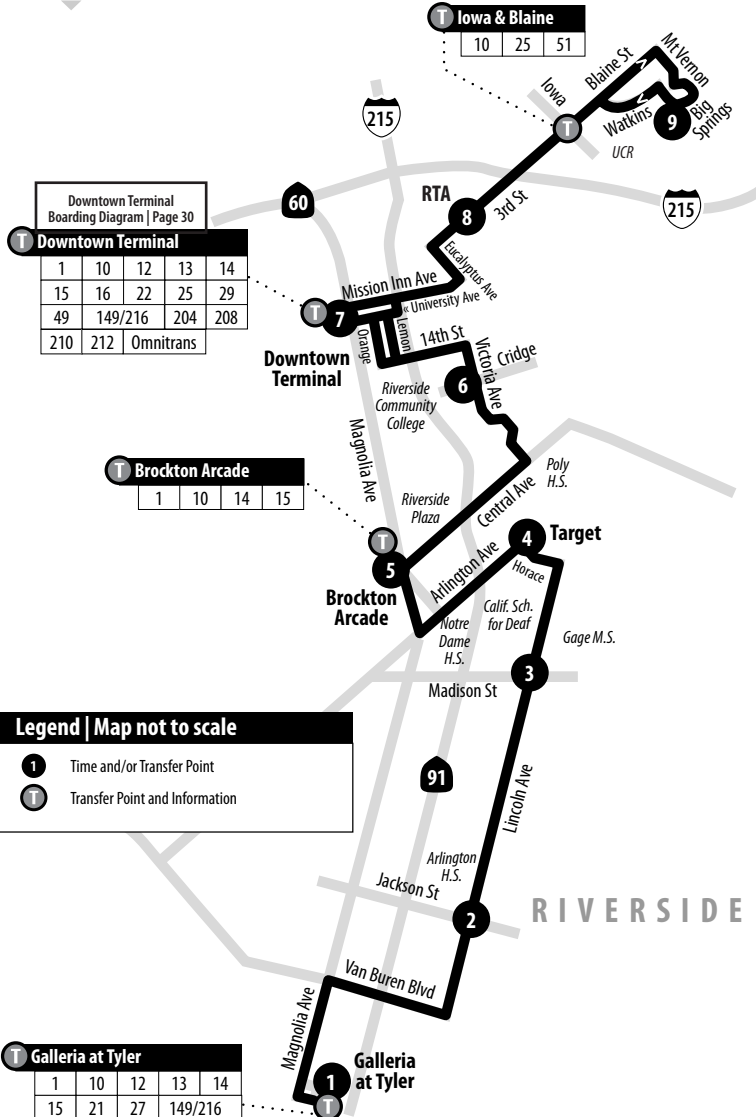 T Iowa & Blaine
10 25 51
Blaine St
Mt Vernon
Iowa
Watkins
9
Big
Springs
T
UCR
215
60
RTA
8
3rd St
215
Downtown Terminal
Boarding Diagram | Page 30
T Downtown Terminal
1 10 12 13 14
15 16 22 25 29
49 149/216 204 208
210 212 Omnitrans
Eucalyptus Ave
Mission Inn Ave
« University Ave
T
7
Orange
Lemon
14th St
Downtown
Terminal
Victoria Ave
Cridge
6
Riverside
Community
College
Magnolia Ave
T Brockton Arcade
1 10 14 15
Riverside
Plaza
Central Ave
Poly
H.S.
T
5
Brockton
Arcade
Arlington Ave
4
Target
Horace
Calif. Sch.
for Deaf
Notre
Dame
H.S.
Gage M.S.
3
Madison St
Legend | Map not to scale
1 Time and/or Transfer Point
T Transfer Point and Information
91
Lincoln Ave
Arlington
H.S.
Jackson St
2
RIVERSIDE
Van Buren Blvd
Magnolia Ave
T Galleria at Tyler
1 10 12 13 14
15 21 27 149/216
1
Galleria
at Tyler
T